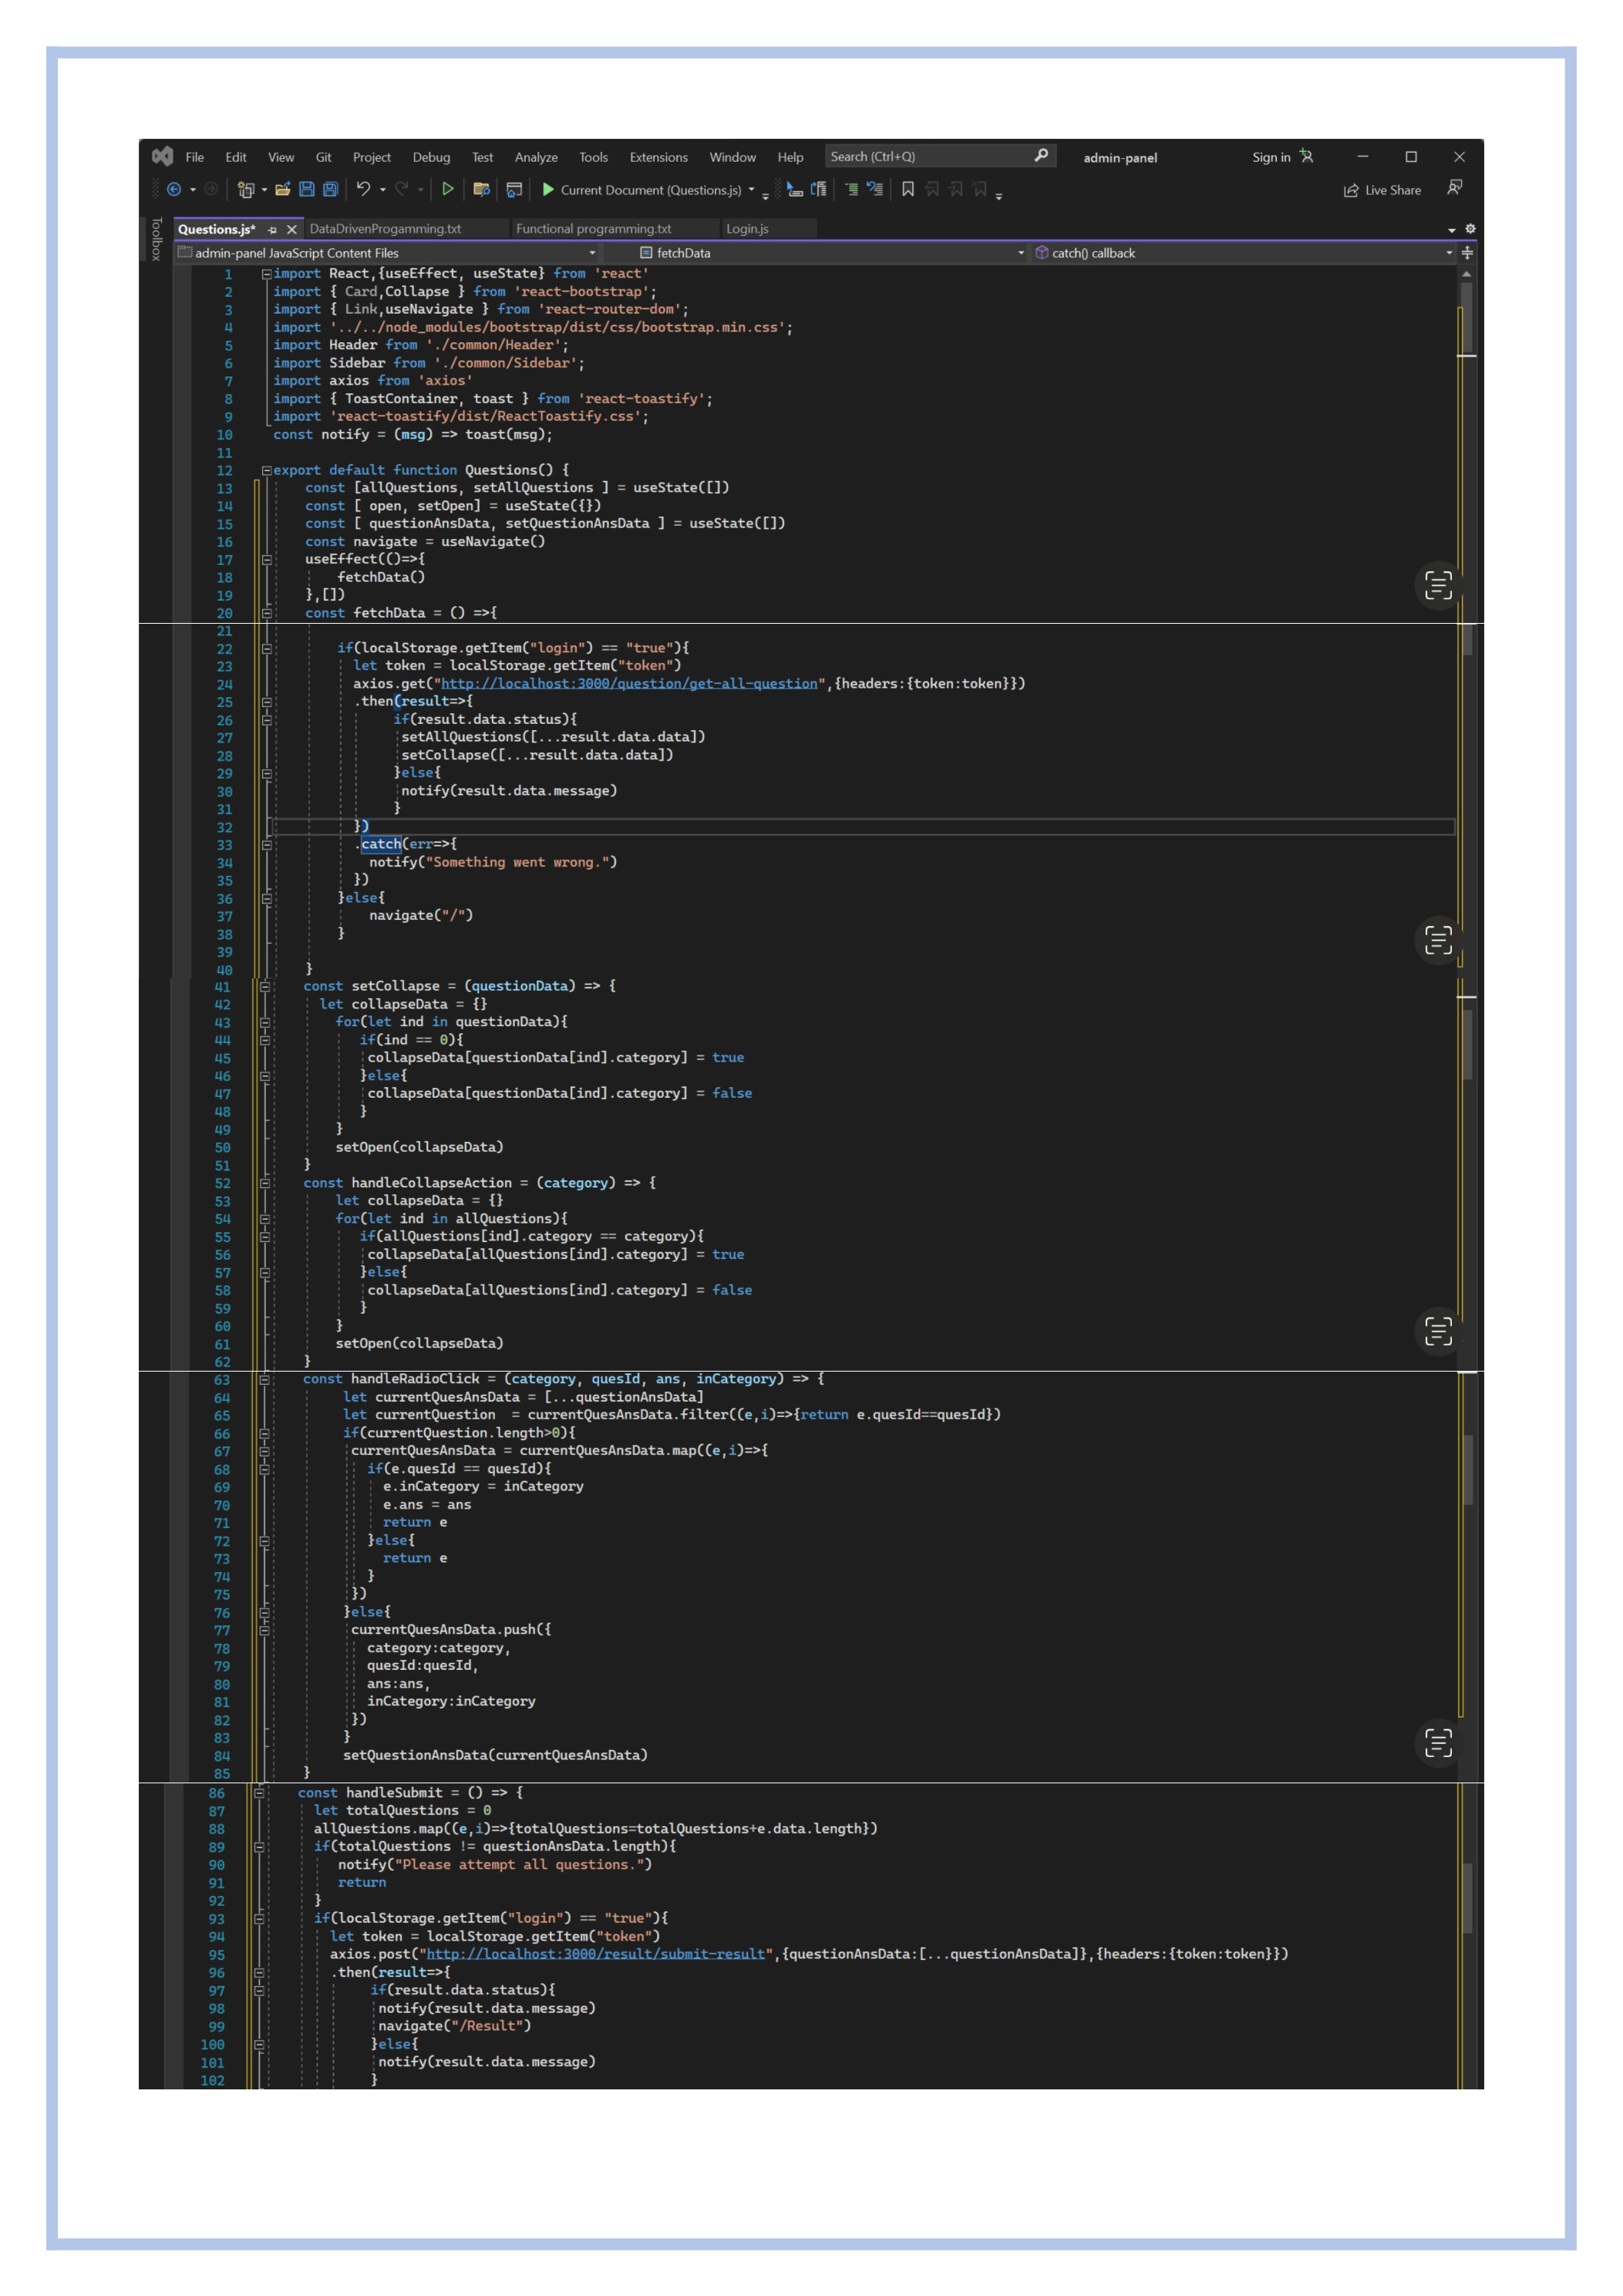 File Edit View Git Project Debug Test Analyze Tools Extensions Window Help Search (Ctrl+Q) admin-panel Sign in
Current Document (Questions.js) Live Share
Toolbox
Questions.js* DataDrivenProgamming.txt Functional programming.txt Login.js
admin-panel JavaScript Content Files fetchData catch() callback
1 import React,{useEffect, useState} from 'react'
2 import { Card,Collapse } from 'react-bootstrap';
3 import { Link,useNavigate } from 'react-router-dom';
4 import '../../node_modules/bootstrap/dist/css/bootstrap.min.css';
5 import Header from './common/Header';
6 import Sidebar from './common/Sidebar';
7 import axios from 'axios'
8 import { ToastContainer, toast } from 'react-toastify';
9 import 'react-toastify/dist/ReactToastify.css';
10 const notify = (msg) => toast(msg);
11
12 export default function Questions() {
13 const [allQuestions, setAllQuestions ] = useState([])
14 const [ open, setOpen] = useState({})
15 const [ questionAnsData, setQuestionAnsData ] = useState([])
16 const navigate = useNavigate()
17 useEffect(()=>{
18 fetchData()
19 },[])
20 const fetchData = () =>{
21
22 if(localStorage.getItem("login") == "true"){
23 let token = localStorage.getItem("token")
24 axios.get("http://localhost:3000/question/get-all-question",{headers:{token:token}})
25 .then(result=>{
26 if(result.data.status){
27 setAllQuestions([...result.data.data])
28 setCollapse([...result.data.data])
29 }else{
30 notify(result.data.message)
31 }
32 })
33 .catch(err=>{
34 notify("Something went wrong.")
35 })
36 }else{
37 navigate("/")
38 }
39
40 }
41 const setCollapse = (questionData) => {
42 let collapseData = {}
43 for(let ind in questionData){
44 if(ind == 0){
45 collapseData[questionData[ind].category] = true
46 }else{
47 collapseData[questionData[ind].category] = false
48 }
49 }
50 setOpen(collapseData)
51 }
52 const handleCollapseAction = (category) => {
53 let collapseData = {}
54 for(let ind in allQuestions){
55 if(allQuestions[ind].category == category){
56 collapseData[allQuestions[ind].category] = true
57 }else{
58 collapseData[allQuestions[ind].category] = false
59 }
60 }
61 setOpen(collapseData)
62 }
63 const handleRadioClick = (category, quesId, ans, inCategory) => {
64 let currentQuesAnsData = [...questionAnsData]
65 let currentQuestion  = currentQuesAnsData.filter((e,i)=>{return e.quesId==quesId})
66 if(currentQuestion.length>0){
67 currentQuesAnsData = currentQuesAnsData.map((e,i)=>{
68 if(e.quesId == quesId){
69 e.inCategory = inCategory
70 e.ans = ans
71 return e
72 }else{
73 return e
74 }
75 })
76 }else{
77 currentQuesAnsData.push({
78 category:category,
79 quesId:quesId,
80 ans:ans,
81 inCategory:inCategory
82 })
83 }
84 setQuestionAnsData(currentQuesAnsData)
85 }
86 const handleSubmit = () => {
87 let totalQuestions = 0
88 allQuestions.map((e,i)=>{totalQuestions=totalQuestions+e.data.length})
89 if(totalQuestions != questionAnsData.length){
90 notify("Please attempt all questions.")
91 return
92 }
93 if(localStorage.getItem("login") == "true"){
94 let token = localStorage.getItem("token")
95 axios.post("http://localhost:3000/result/submit-result",{questionAnsData:[...questionAnsData]},{headers:{token:token}})
96 .then(result=>{
97 if(result.data.status){
98 notify(result.data.message)
99 navigate("/Result")
100 }else{
101 notify(result.data.message)
102 }